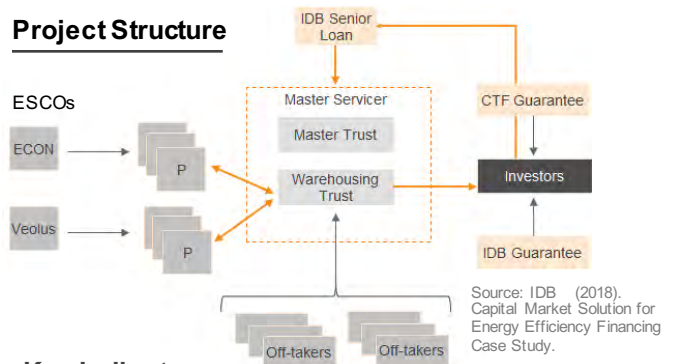 Project Structure
IDB Senior
Loan
ESCOs
Master Servicer
CTF Guarantee
ECON
Master Trust
P
Warehousing
Trust
Investors
Veolus
P
IDB Guarantee
Off-takers
Off-takers
Source: IDB (2018).
Capital Market Solution for
Energy Efficiency Financing
Case Study.